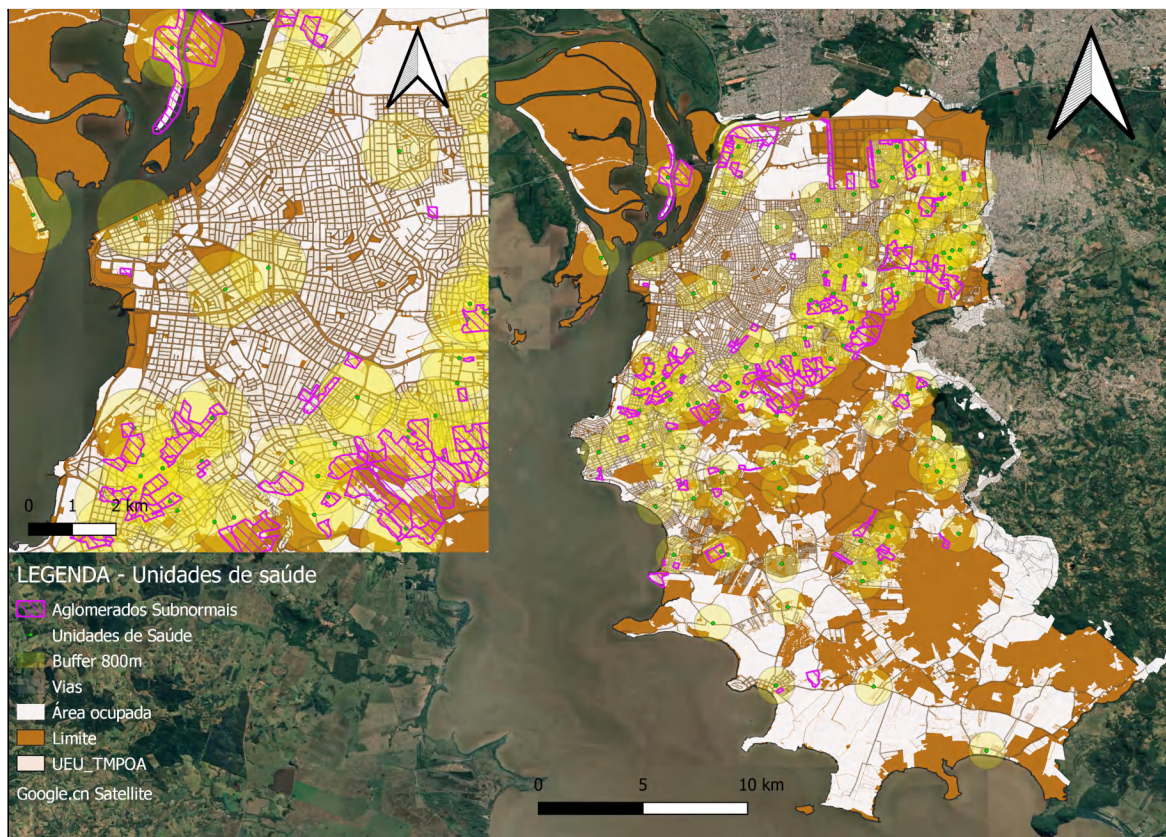 0 1 2 km
LEGENDA - Unidades de saúde
Aglomerados Subnormais
Unidades de Saúde
Buffer 800m
Vias
Área ocupada
Limite
UEU_TMPOA
Google.cn Satellite
0 5 10 km